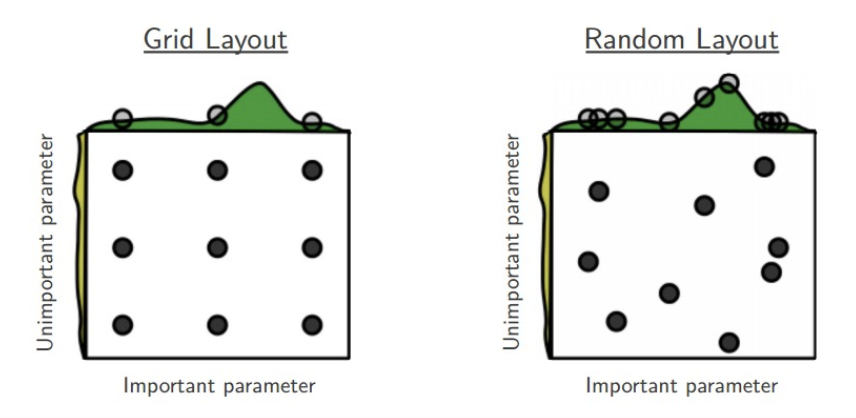 Grid Layout
Unimportant parameter
Important parameter
Random Layout
Unimportant parameter
Important parameter